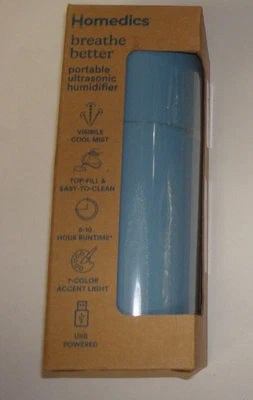 Homedics
breathe
better
portable
ultrasonic
humidifier
VISIBLE
COOL MIST
TOP-FILL &
EASY-TO-CLEAN
8-10
HOUR RUNTIME*
7-COLOR
ACCENT LIGHT
USB
POWERED